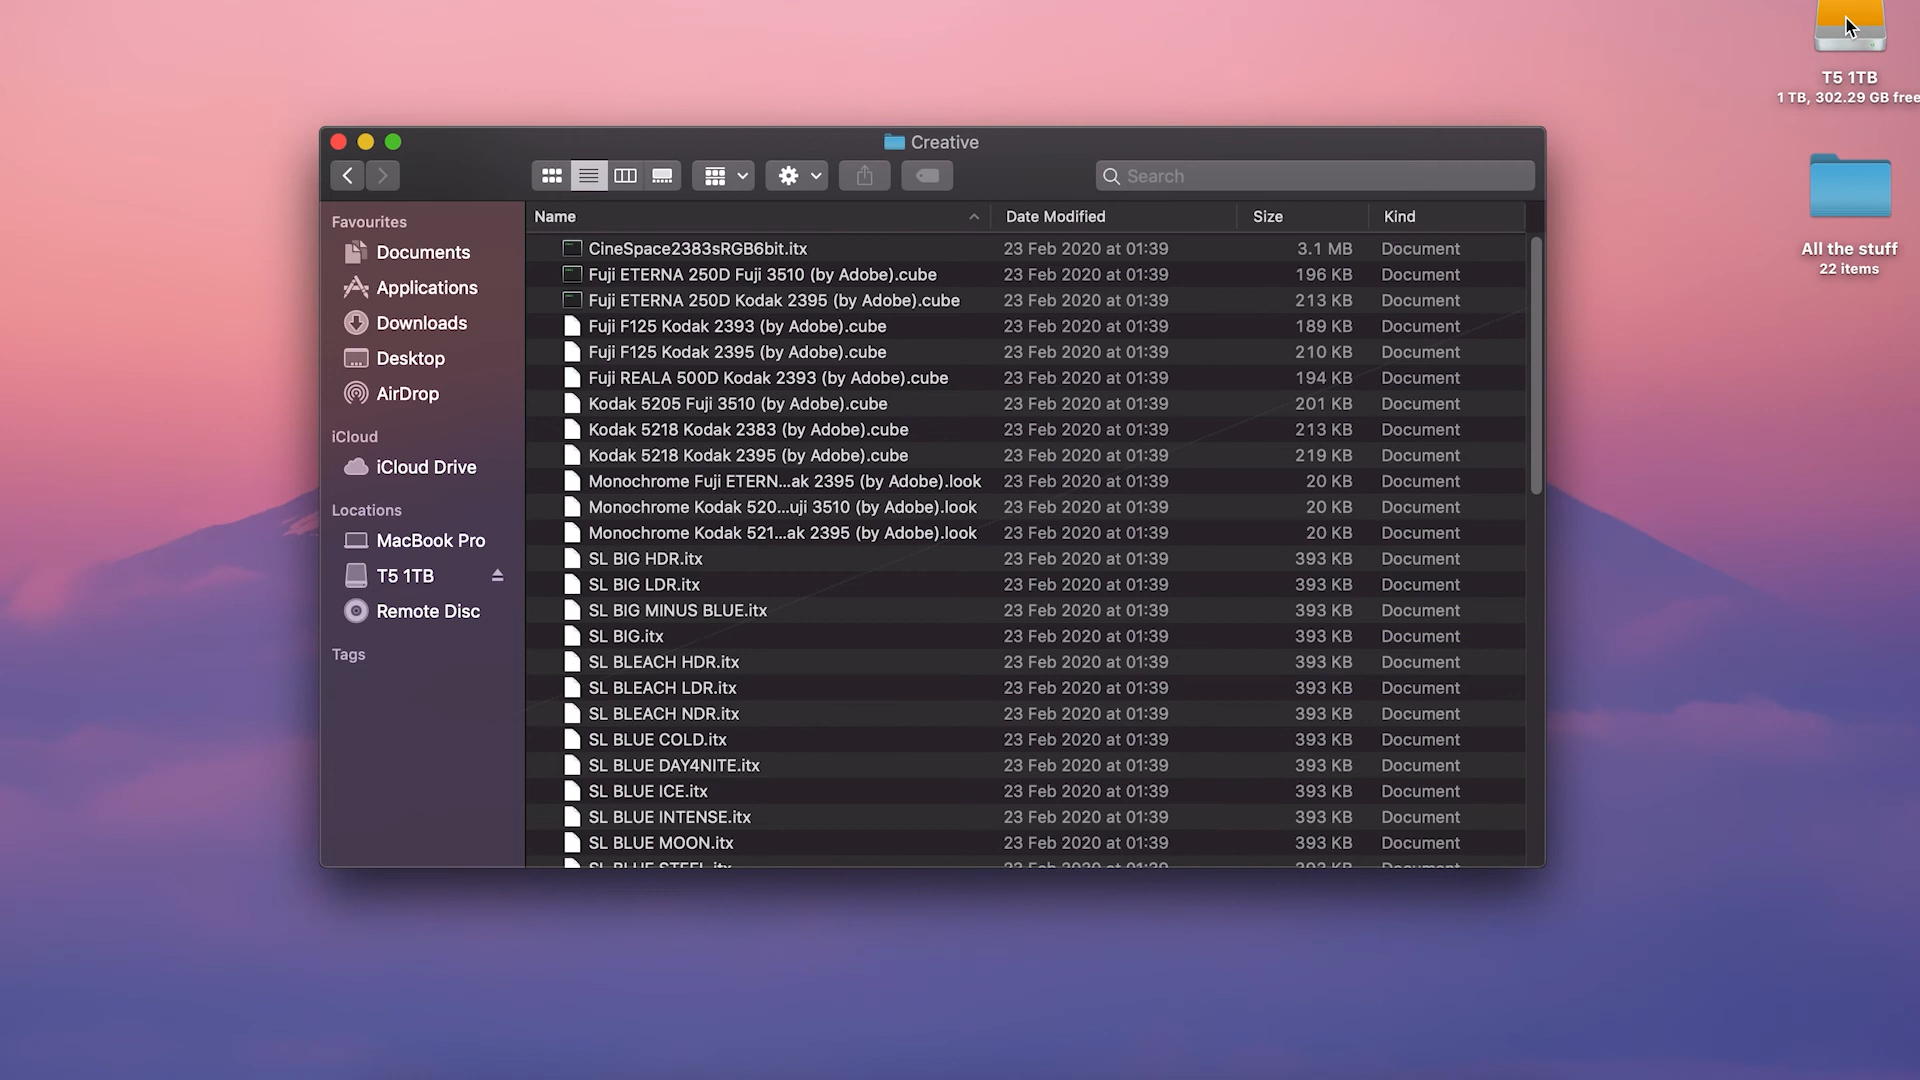 T5 1TB
1 TB, 302.29 GB free
All the stuff
22 items
Creative
Search
Favourites
Documents
Applications
Downloads
Desktop
AirDrop
iCloud
iCloud Drive
Locations
MacBook Pro
T5 1TB
Remote Disc
Tags
Name Date Modified Size Kind
CineSpace2383sRGB6bit.itx 23 Feb 2020 at 01:39 3.1 MB Document
Fuji ETERNA 250D Fuji 3510 (by Adobe).cube 23 Feb 2020 at 01:39 196 KB Document
Fuji ETERNA 250D Kodak 2395 (by Adobe).cube 23 Feb 2020 at 01:39 213 KB Document
Fuji F125 Kodak 2393 (by Adobe).cube 23 Feb 2020 at 01:39 189 KB Document
Fuji F125 Kodak 2395 (by Adobe).cube 23 Feb 2020 at 01:39 210 KB Document
Fuji REALA 500D Kodak 2393 (by Adobe).cube 23 Feb 2020 at 01:39 194 KB Document
Kodak 5205 Fuji 3510 (by Adobe).cube 23 Feb 2020 at 01:39 201 KB Document
Kodak 5218 Kodak 2383 (by Adobe).cube 23 Feb 2020 at 01:39 213 KB Document
Kodak 5218 Kodak 2395 (by Adobe).cube 23 Feb 2020 at 01:39 219 KB Document
Monochrome Fuji ETERN...ak 2395 (by Adobe).look 23 Feb 2020 at 01:39 20 KB Document
Monochrome Kodak 520...uji 3510 (by Adobe).look 23 Feb 2020 at 01:39 20 KB Document
Monochrome Kodak 521...ak 2395 (by Adobe).look 23 Feb 2020 at 01:39 20 KB Document
SL BIG HDR.itx 23 Feb 2020 at 01:39 393 KB Document
SL BIG LDR.itx 23 Feb 2020 at 01:39 393 KB Document
SL BIG MINUS BLUE.itx 23 Feb 2020 at 01:39 393 KB Document
SL BIG.itx 23 Feb 2020 at 01:39 393 KB Document
SL BLEACH HDR.itx 23 Feb 2020 at 01:39 393 KB Document
SL BLEACH LDR.itx 23 Feb 2020 at 01:39 393 KB Document
SL BLEACH NDR.itx 23 Feb 2020 at 01:39 393 KB Document
SL BLUE COLD.itx 23 Feb 2020 at 01:39 393 KB Document
SL BLUE DAY4NITE.itx 23 Feb 2020 at 01:39 393 KB Document
SL BLUE ICE.itx 23 Feb 2020 at 01:39 393 KB Document
SL BLUE INTENSE.itx 23 Feb 2020 at 01:39 393 KB Document
SL BLUE MOON.itx 23 Feb 2020 at 01:39 393 KB Document
SL BLUE STEEL.itx 23 Feb 2020 at 01:39 393 KB Document